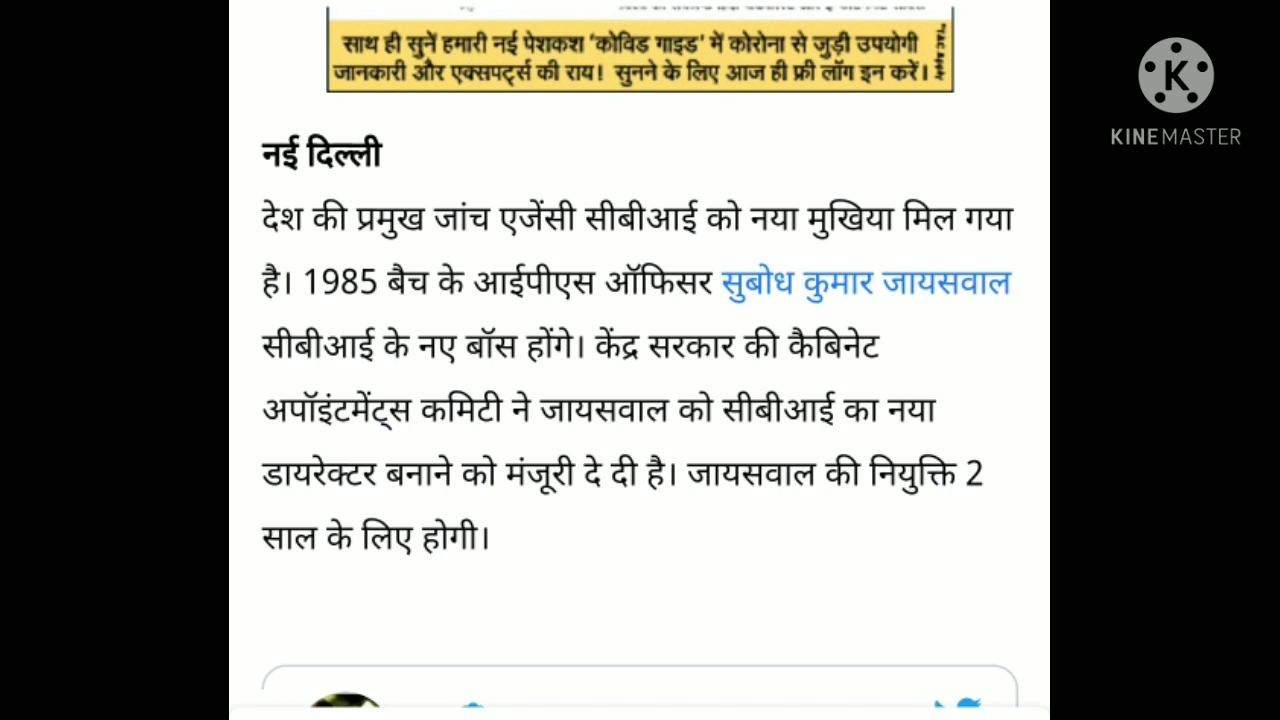 साथ ही सुनें हमारी नई पेशकश 'कोविड गाइड' में कोरोना से जुड़ी उपयोगी
जानकारी और एक्सपर्ट्स की राय! सुनने के लिए आज ही फ्री लॉग इन करें।
K
KINEMASTER
नई दिल्ली
देश की प्रमुख जांच एजेंसी सीबीआई को नया मुखिया मिल गया
है। 1985 बैच के आईपीएस ऑफिसर सुबोध कुमार जायसवाल
सीबीआई के नए बॉस होंगे। केंद्र सरकार की कैबिनेट
अपॉइंटमेंट्स कमिटी ने जायसवाल को सीबीआई का नया
डायरेक्टर बनाने को मंजूरी दे दी है। जायसवाल की नियुक्ति 2
साल के लिए होगी।